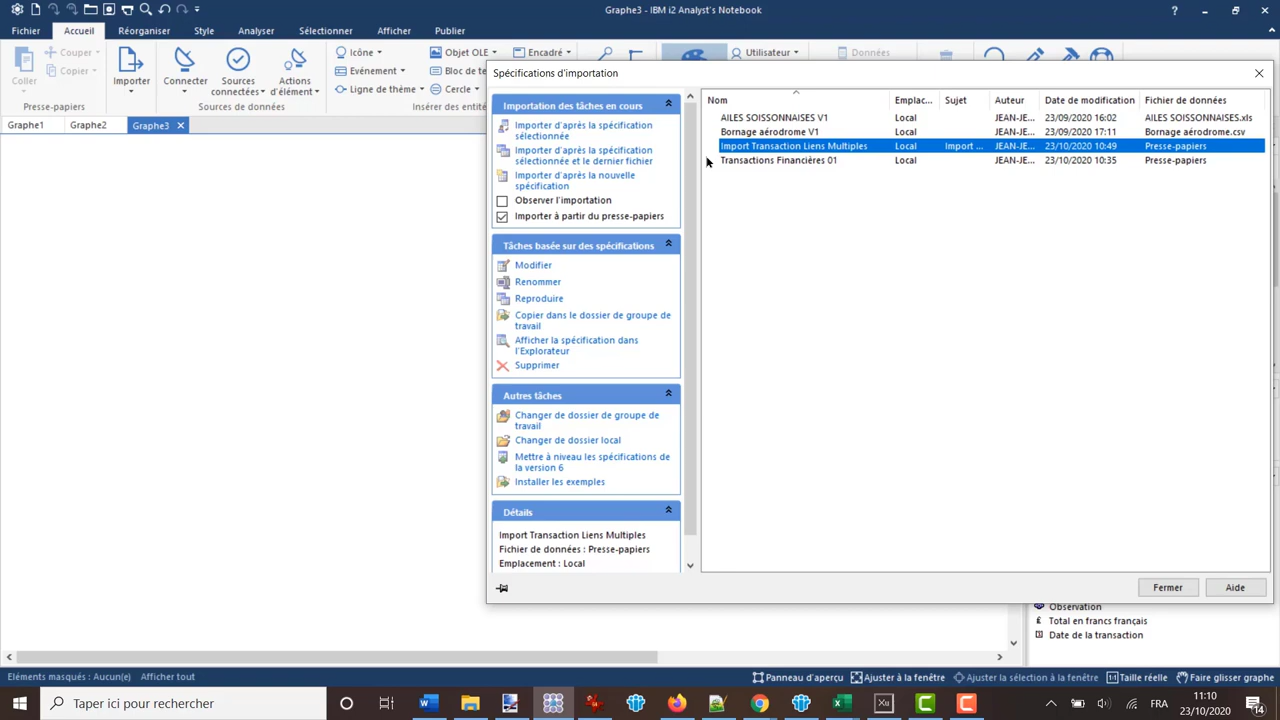 Graphe3 - IBM i2 Analyst's Notebook
Fichier
Accueil
Réorganiser
Style
Analyser
Sélectionner
Afficher
Publier
Coller
Couper
Copier
Presse-papiers
Importer
Connecter
Sources connectées
Actions d'élément
Sources de données
Icône
Evénement
Ligne de thème
Objet OLE
Bloc de te
Cercle
Encadré
Insérer des entité
Utilisateur
Données
Graphe1
Graphe2
Graphe3
Spécifications d'importation
Importation des tâches en cours
Importer d'après la spécification
sélectionnée
Importer d'après la spécification
sélectionnée et le dernier fichier
Importer d'après la nouvelle
spécification
Observer l'importation
Importer à partir du presse-papiers
Tâches basée sur des spécifications
Modifier
Renommer
Reproduire
Copier dans le dossier de groupe de
travail
Afficher la spécification dans
l'Explorateur
Supprimer
Autres tâches
Changer de dossier de groupe de
travail
Changer de dossier local
Mettre à niveau les spécifications de
la version 6
Installer les exemples
Détails
Import Transaction Liens Multiples
Fichier de données : Presse-papiers
Emplacement : Local
Nom Emplac... Sujet Auteur Date de modification Fichier de données
AILES SOISSONNAISES V1 Local JEAN-JE... 23/09/2020 16:02 AILES SOISSONNAISES.xls
Bornage aérodrome V1 Local JEAN-JE... 23/09/2020 17:11 Bornage aérodrome.csv
Import Transaction Liens Multiples Local Import ... JEAN-JE... 23/10/2020 10:49 Presse-papiers
Transactions Financières 01 Local JEAN-JE... 23/10/2020 10:35 Presse-papiers
Fermer
Aide
Observation
Total en francs français
Date de la transaction
Eléments masqués : Aucun(e) Afficher tout
Panneau d'aperçu Ajuster à la fenêtre Ajuster la sélection à la fenêtre Taille réelle Faire glisser graphe
Taper ici pour rechercher
11:10
23/10/2020